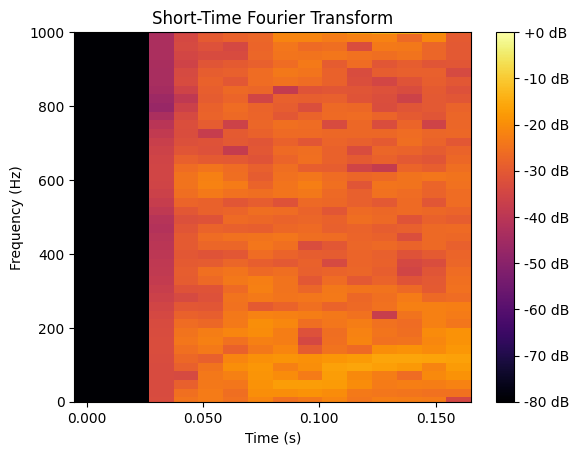 Short-Time Fourier Transform
1000
800
600
400
200
0
Frequency (Hz)
0.000
0.050
0.100
0.150
Time (s)
+0 dB
-10 dB
-20 dB
-30 dB
-40 dB
-50 dB
-60 dB
-70 dB
-80 dB